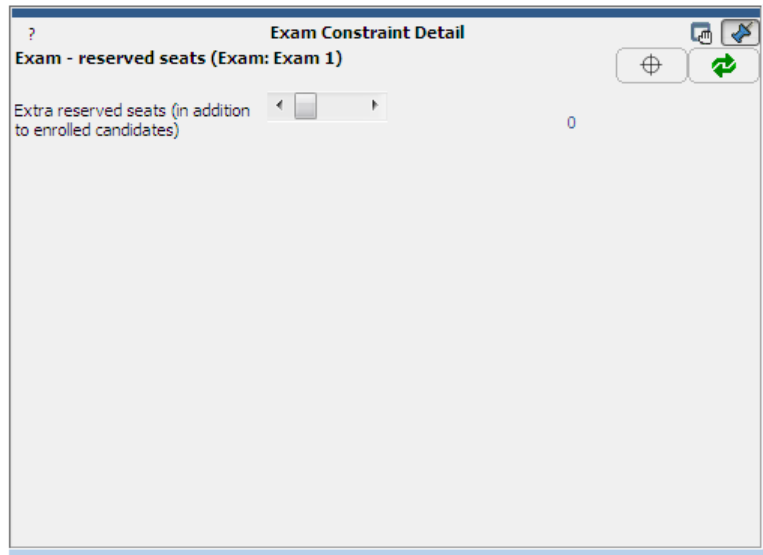 ?
Exam Constraint Detail
Exam - reserved seats (Exam: Exam 1)
Extra reserved seats (in addition
to enrolled candidates)
0